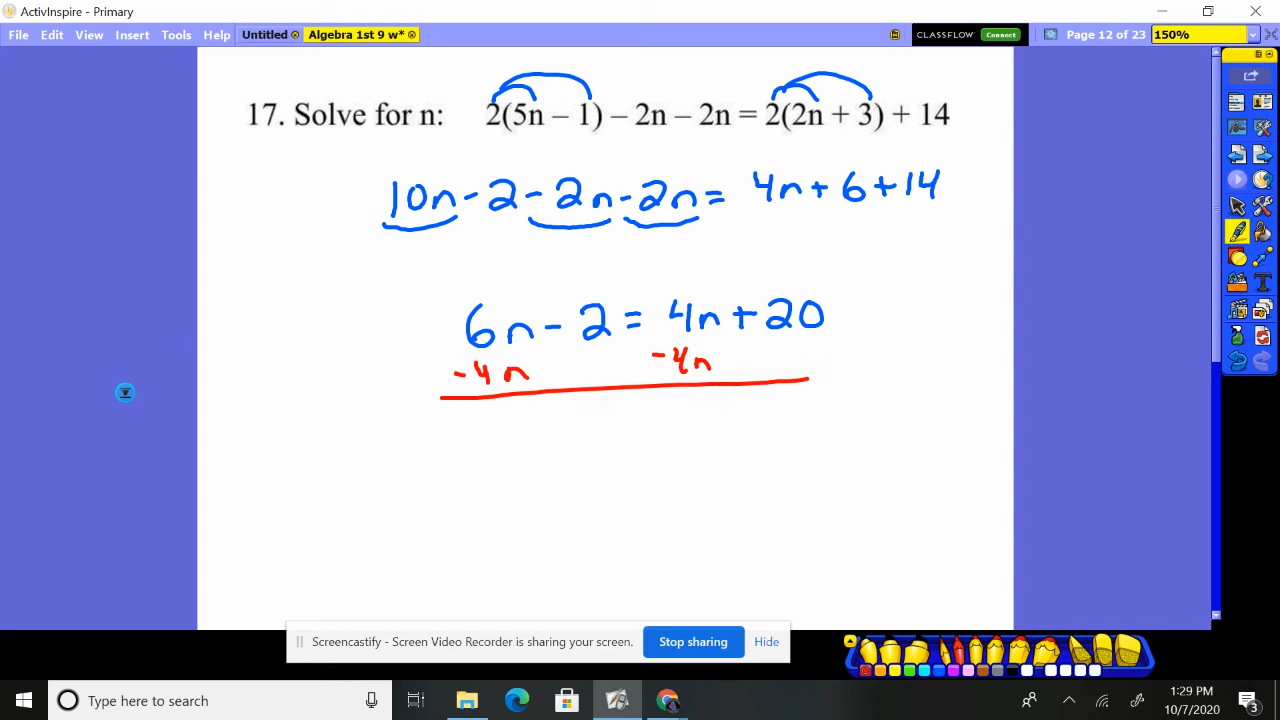 ActivInspire - Primary
File Edit View Insert Tools Help Untitled Algebra 1st 9 w* CLASSFLOW Connect Page 12 of 23 150%
17. Solve for n: 2(5n – 1) – 2n – 2n = 2(2n + 3) + 14
10n - 2 - 2n - 2n = 4n + 6 + 14
6n - 2 = 4n + 20
-4n -4n
Screencastify - Screen Video Recorder is sharing your screen. Stop sharing Hide
Type here to search
1:29 PM
10/7/2020
3